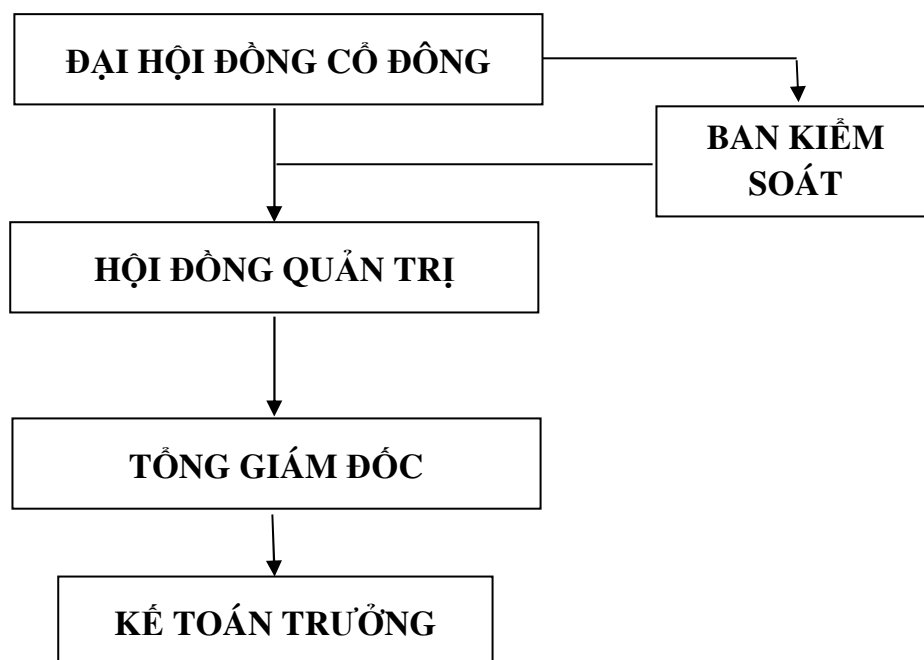 ĐẠI HỘI ĐỒNG CỔ ĐÔNG
BAN KIỂM
SOÁT
HỘI ĐỒNG QUẢN TRỊ
TỔNG GIÁM ĐỐC
KẾ TOÁN TRƯỞNG